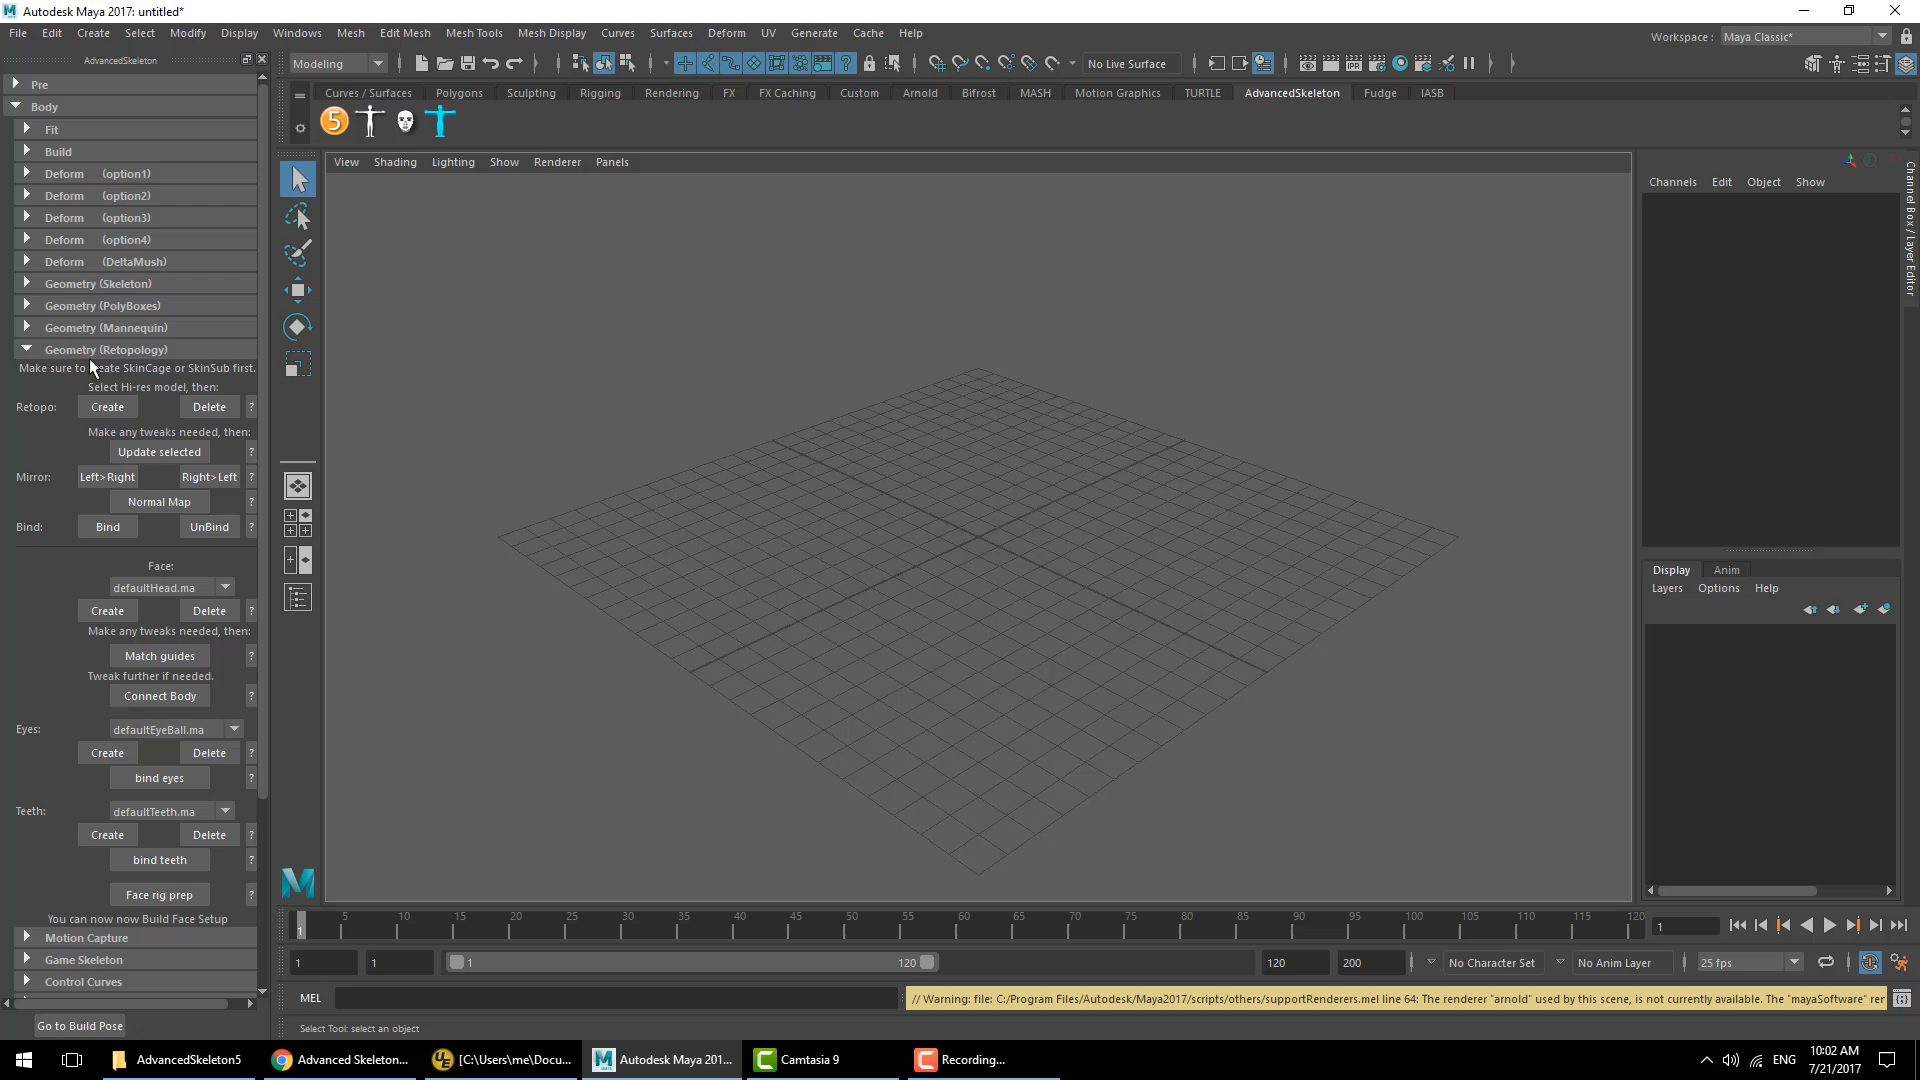 Autodesk Maya 2017: untitled*
File Edit Create Select Modify Display Windows Mesh Edit Mesh Mesh Tools Mesh Display Curves Surfaces Deform UV Generate Cache Help
Workspace : Maya Classic*
AdvancedSkeleton
Modeling
No Live Surface
Curves / Surfaces Polygons Sculpting Rigging Rendering FX FX Caching Custom Arnold Bifrost MASH Motion Graphics TURTLE AdvancedSkeleton Fudge IASB
5
View Shading Lighting Show Renderer Panels
Pre
Body
Fit
Build
Deform (option1)
Deform (option2)
Deform (option3)
Deform (option4)
Deform (DeltaMush)
Geometry (Skeleton)
Geometry (PolyBoxes)
Geometry (Mannequin)
Geometry (Retopology)
Make sure to create SkinCage or SkinSub first.
Select Hi-res model, then:
Retopo: Create Delete ?
Make any tweaks needed, then:
Update selected ?
Mirror: Left>Right Right>Left ?
Normal Map ?
Bind: Bind UnBind ?
Face:
defaultHead.ma
Create Delete ?
Make any tweaks needed, then:
Match guides ?
Tweak further if needed.
Connect Body ?
Eyes: defaultEyeBall.ma
Create Delete ?
bind eyes ?
Teeth: defaultTeeth.ma
Create Delete ?
bind teeth ?
Face rig prep ?
You can now now Build Face Setup
Motion Capture
Game Skeleton
Control Curves
Go to Build Pose
Channels Edit Object Show
Channel Box / Layer Editor
Display Anim
Layers Options Help
1 5 10 15 20 25 30 35 40 45 50 55 60 65 70 75 80 85 90 95 100 105 110 115 120
1
1 1 1 120 120 200 No Character Set No Anim Layer 25 fps
MEL // Warning: file: C:/Program Files/Autodesk/Maya2017/scripts/others/supportRenderers.mel line 64: The renderer "arnold" used by this scene, is not currently available. The "mayaSoftware" rer
Select Tool: select an object
AdvancedSkeleton5 Advanced Skeleton... [C:\Users\me\Docu... Autodesk Maya 201... Camtasia 9 Recording...
ENG
10:02 AM
7/21/2017